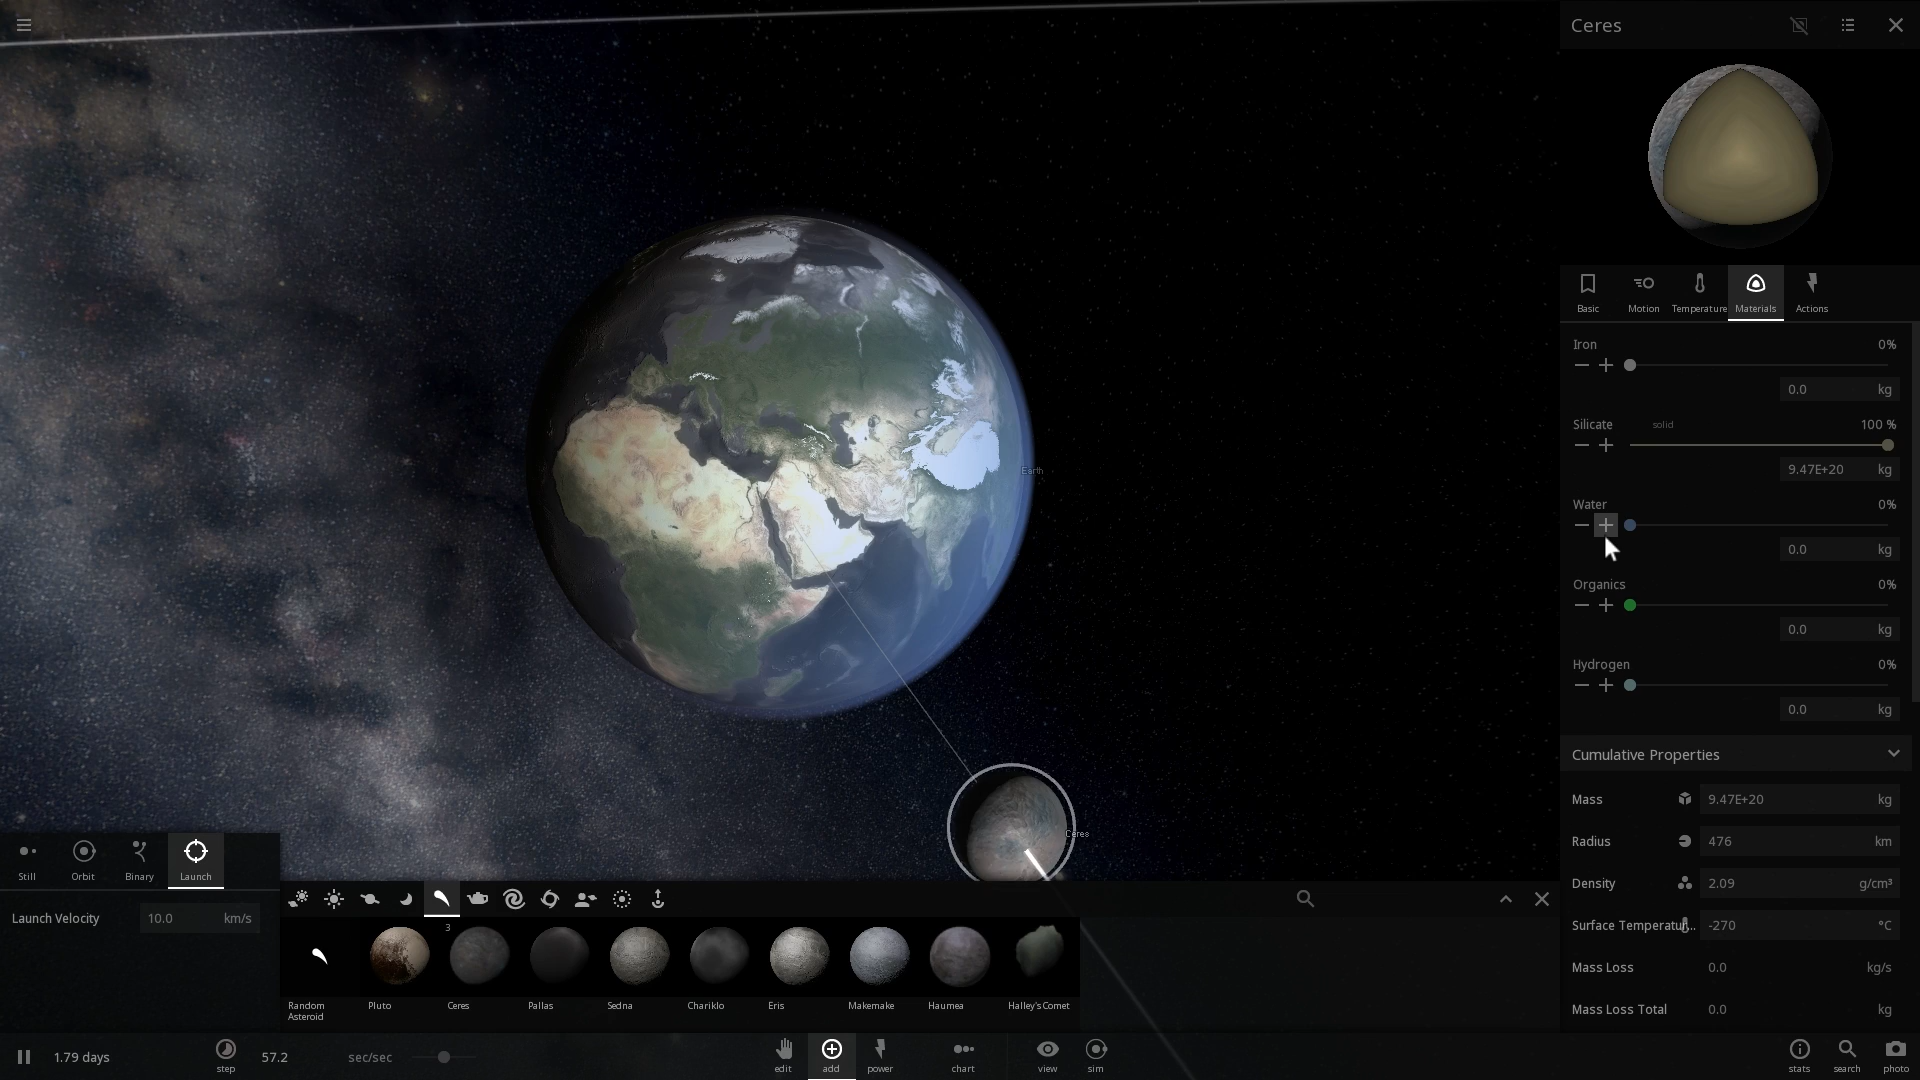 Ceres
Basic
Motion
Temperature
Materials
Actions
Iron
0%
0.0 kg
Silicate solid 100 %
9.47E+20 kg
Water 0%
0.0 kg
Organics 0%
0.0 kg
Hydrogen 0%
0.0 kg
Cumulative Properties
Mass 9.47E+20 kg
Radius 476 km
Density 2.09 g/cm³
Surface Temperatur... -270 °C
Mass Loss 0.0 kg/s
Mass Loss Total 0.0 kg
Earth
Ceres
Still
Orbit
Binary
Launch
Launch Velocity 10.0 km/s
3
Random
Asteroid
Pluto
Ceres
Pallas
Sedna
Chariklo
Eris
Makemake
Haumea
Halley's Comet
1.79 days
step
57.2 sec/sec
edit
add
power
chart
view
sim
stats
search
photo